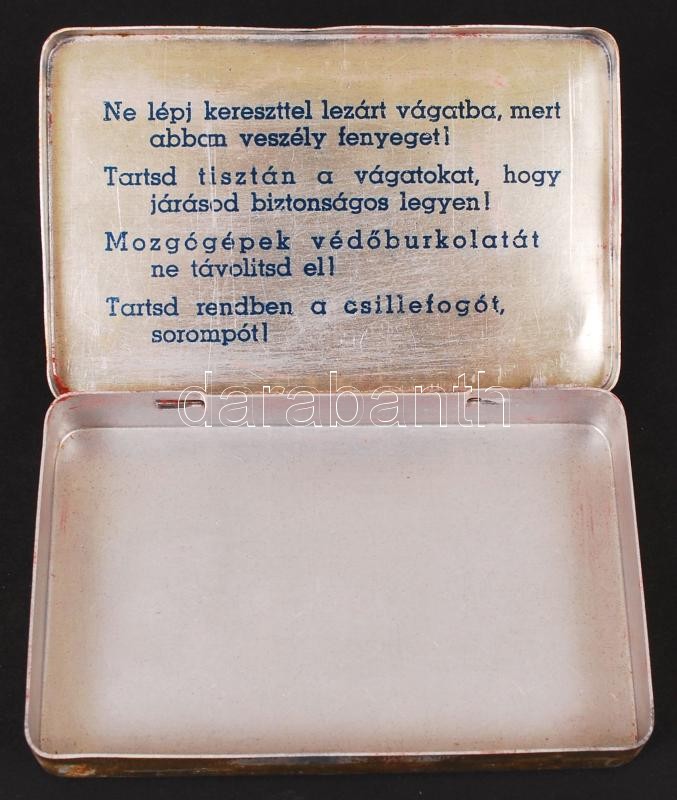 Ne lépj kereszttel lezárt vágatba, mert
abban veszély fenyeget!
Tartsd tisztán a vágatokat, hogy
járásod biztonságos legyen!
Mozgógépek védőburkolatát
ne távolitsd el!
Tartsd rendben a csillefogót,
sorompót!
darabanth